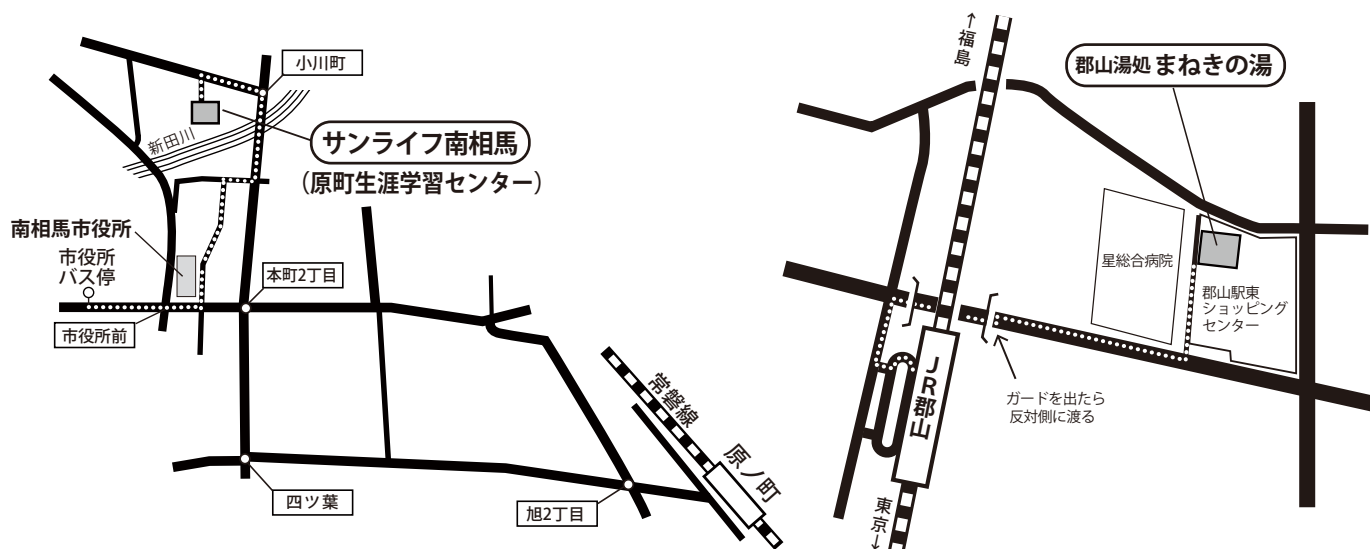 小川町
新田川
サンライフ南相馬
（原町生涯学習センター）
南相馬市役所
市役所
バス停
本町2丁目
市役所前
四ツ葉
旭2丁目
常磐線
原ノ町
←福島
郡山湯処 まねきの湯
星総合病院
郡山駅東
ショッピング
センター
JR郡山
ガードを出たら
反対側に渡る
東京←